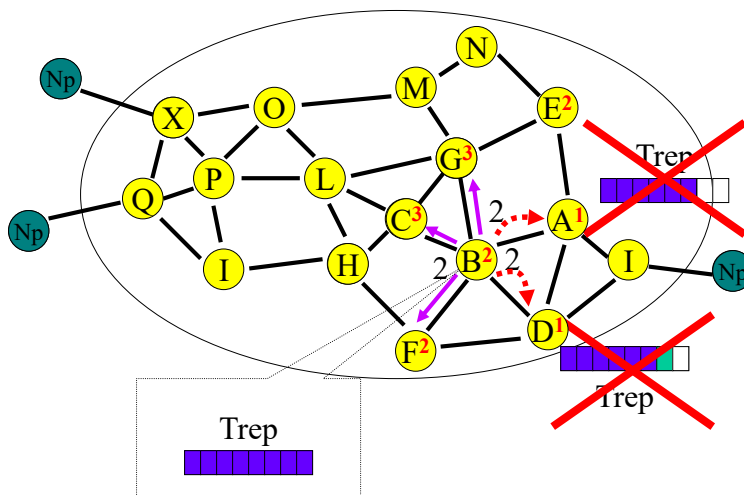 N
Np
M
X
O
E2
G3
Trep
P
L
Q
2
C3
A1
Np
B2
2
2
I
H
I
Np
D1
F2
Trep
Trep